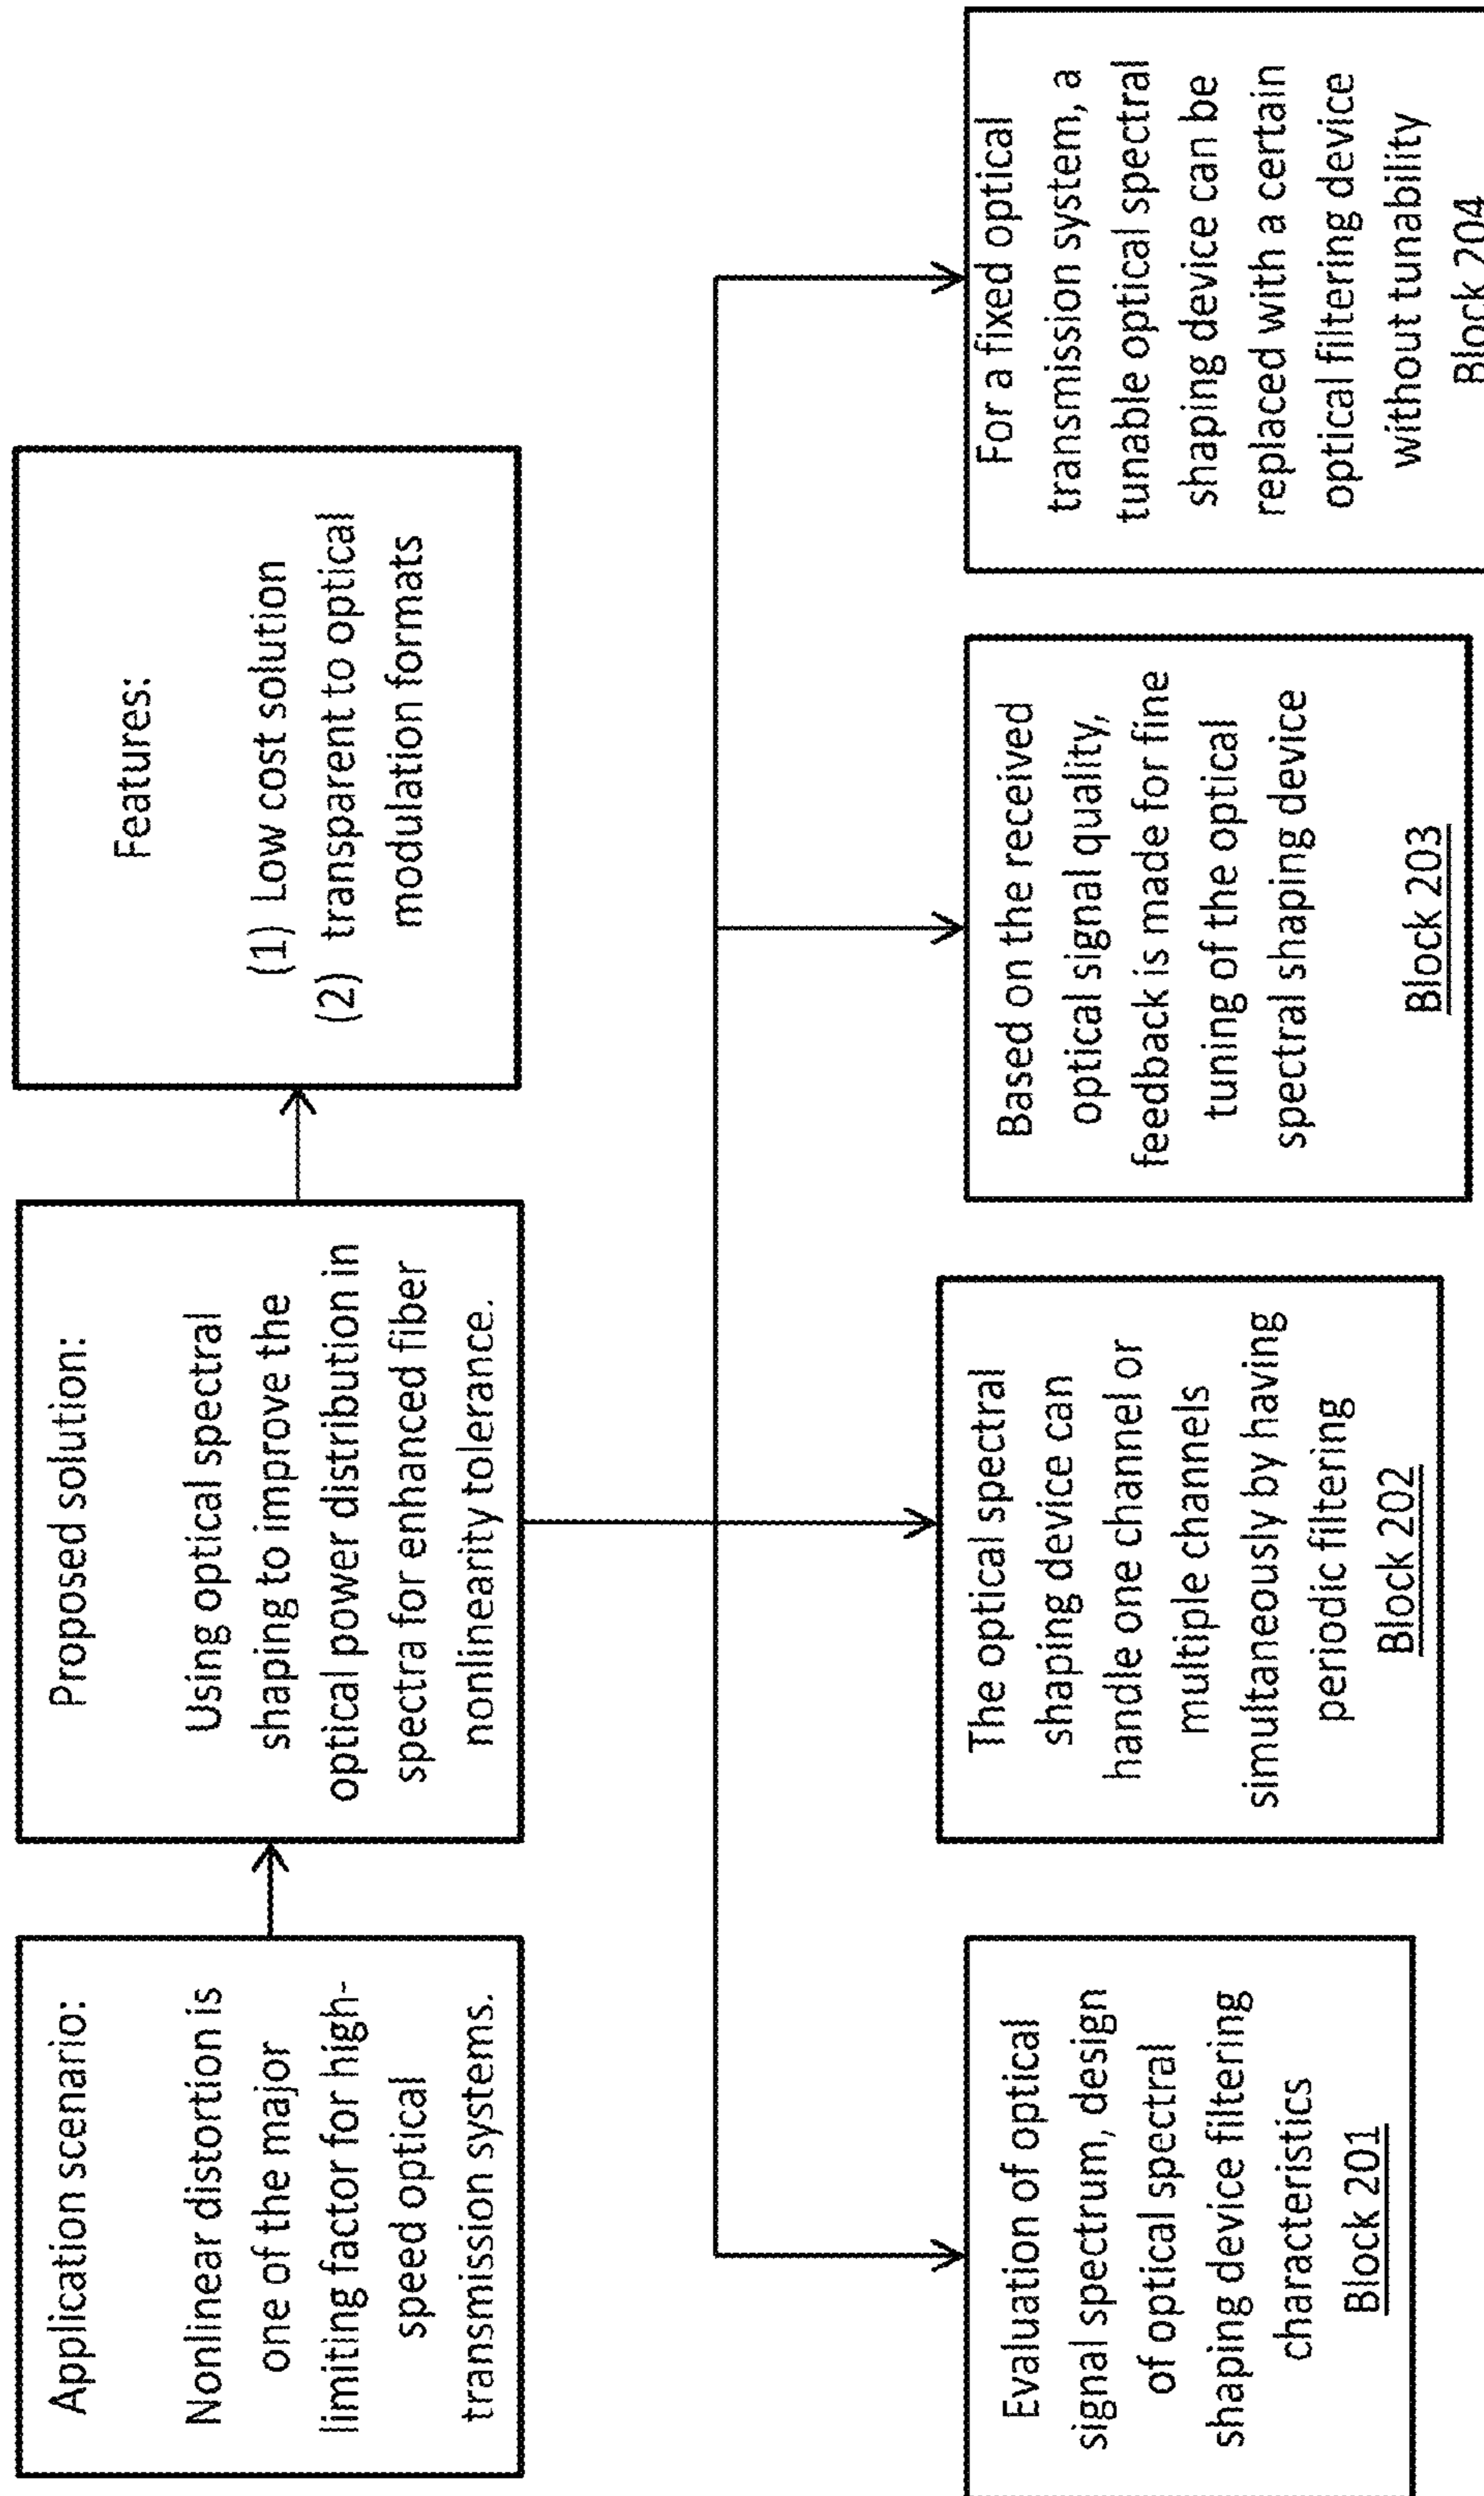 Application scenario:
Nonlinear distortion is
one of the major
limiting factor for high-
speed optical
transmission systems.
Proposed solution:
Using optical spectral
shaping to improve the
optical power distribution in
spectra for enhanced fiber
nonlinearity tolerance.
Features:
(1) Low cost solution
(2) transparent to optical
modulation formats
Evaluation of optical
signal spectrum, design
of optical spectral
shaping device filtering
characteristics
Block 201
The optical spectral
shaping device can
handle one channel or
multiple channels
simultaneously by having
periodic filtering
Block 202
Based on the received
optical signal quality,
feedback is made for fine
tuning of the optical
spectral shaping device
Block 203
For a fixed optical
transmission system, a
tunable optical spectral
shaping device can be
replaced with a certain
optical filtering device
without tunability
Block 204